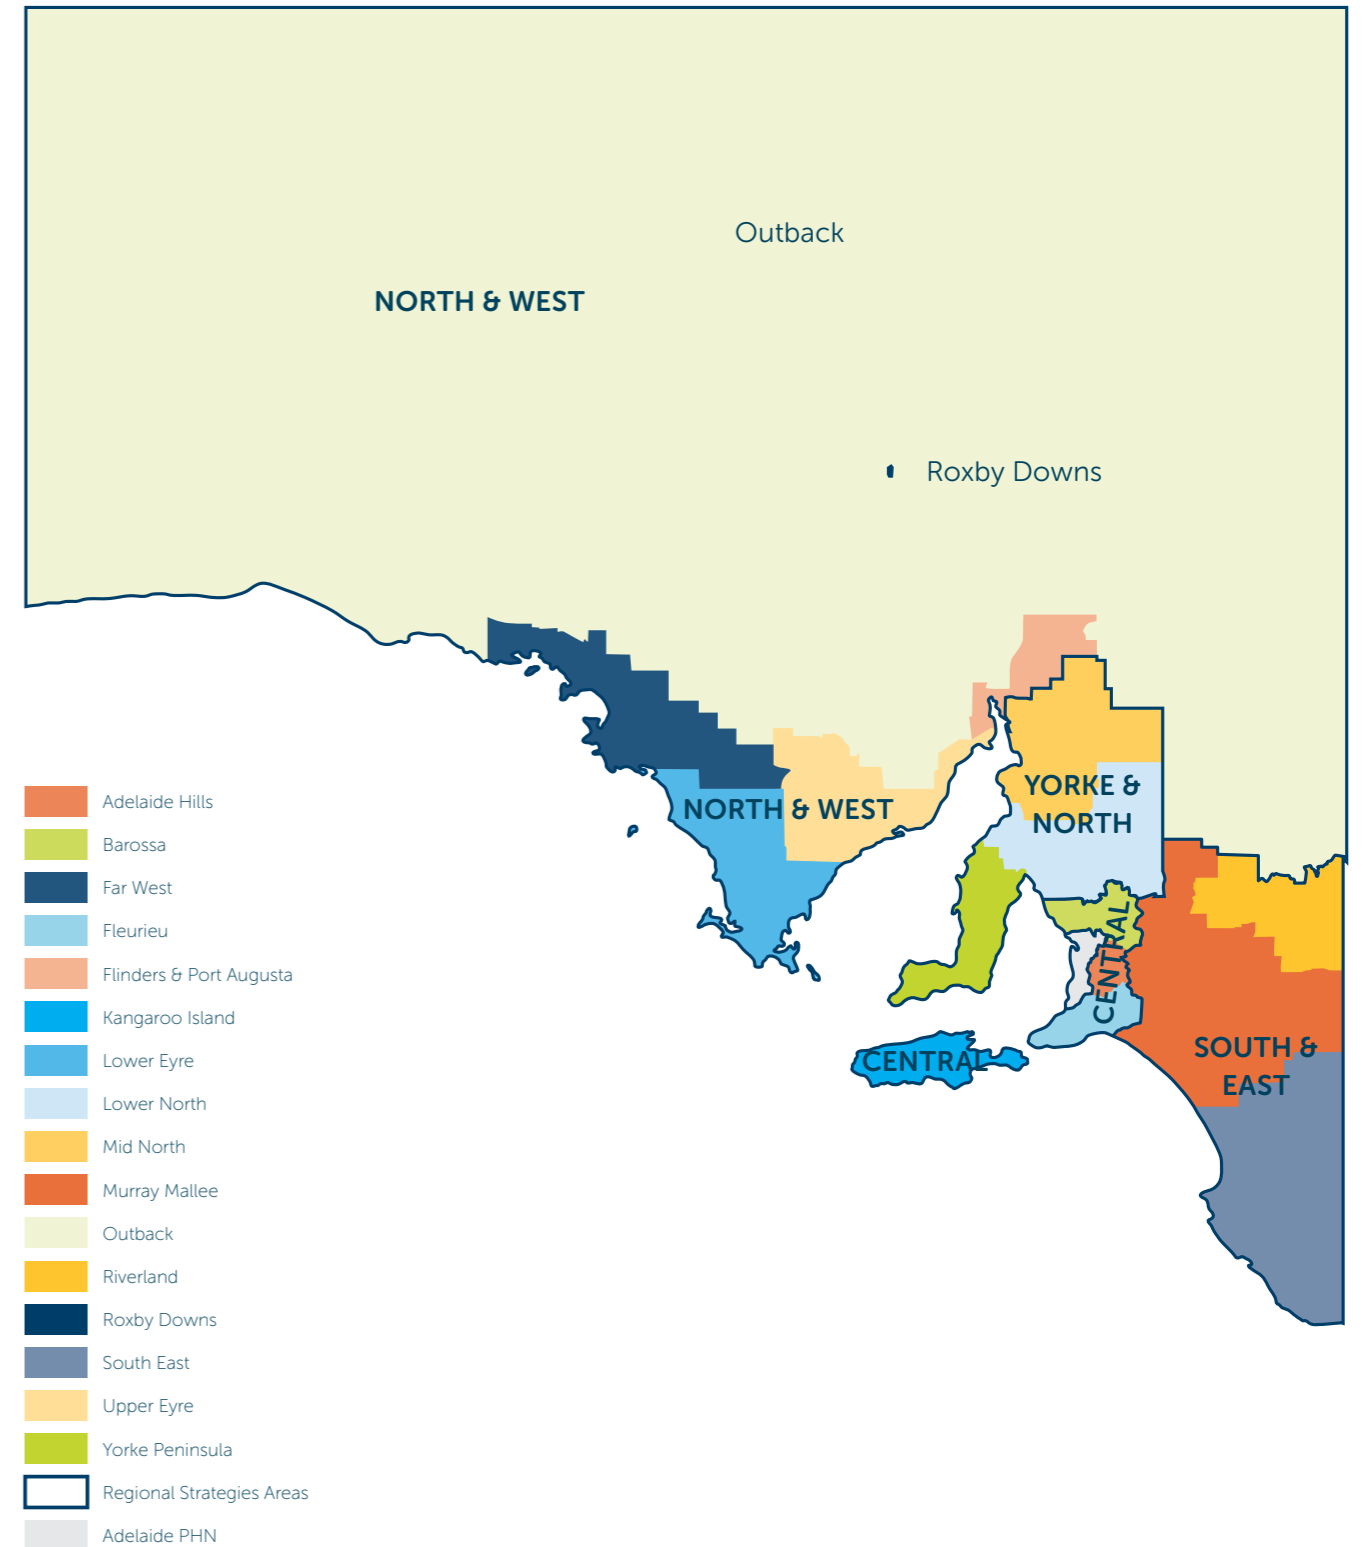 Outback
NORTH & WEST
Roxby Downs
YORKE &
NORTH
NORTH & WEST
CENTRAL
CENTRAL
SOUTH &
EAST
Adelaide Hills
Barossa
Far West
Fleurieu
Flinders & Port Augusta
Kangaroo Island
Lower Eyre
Lower North
Mid North
Murray Mallee
Outback
Riverland
Roxby Downs
South East
Upper Eyre
Yorke Peninsula
Regional Strategies Areas
Adelaide PHN